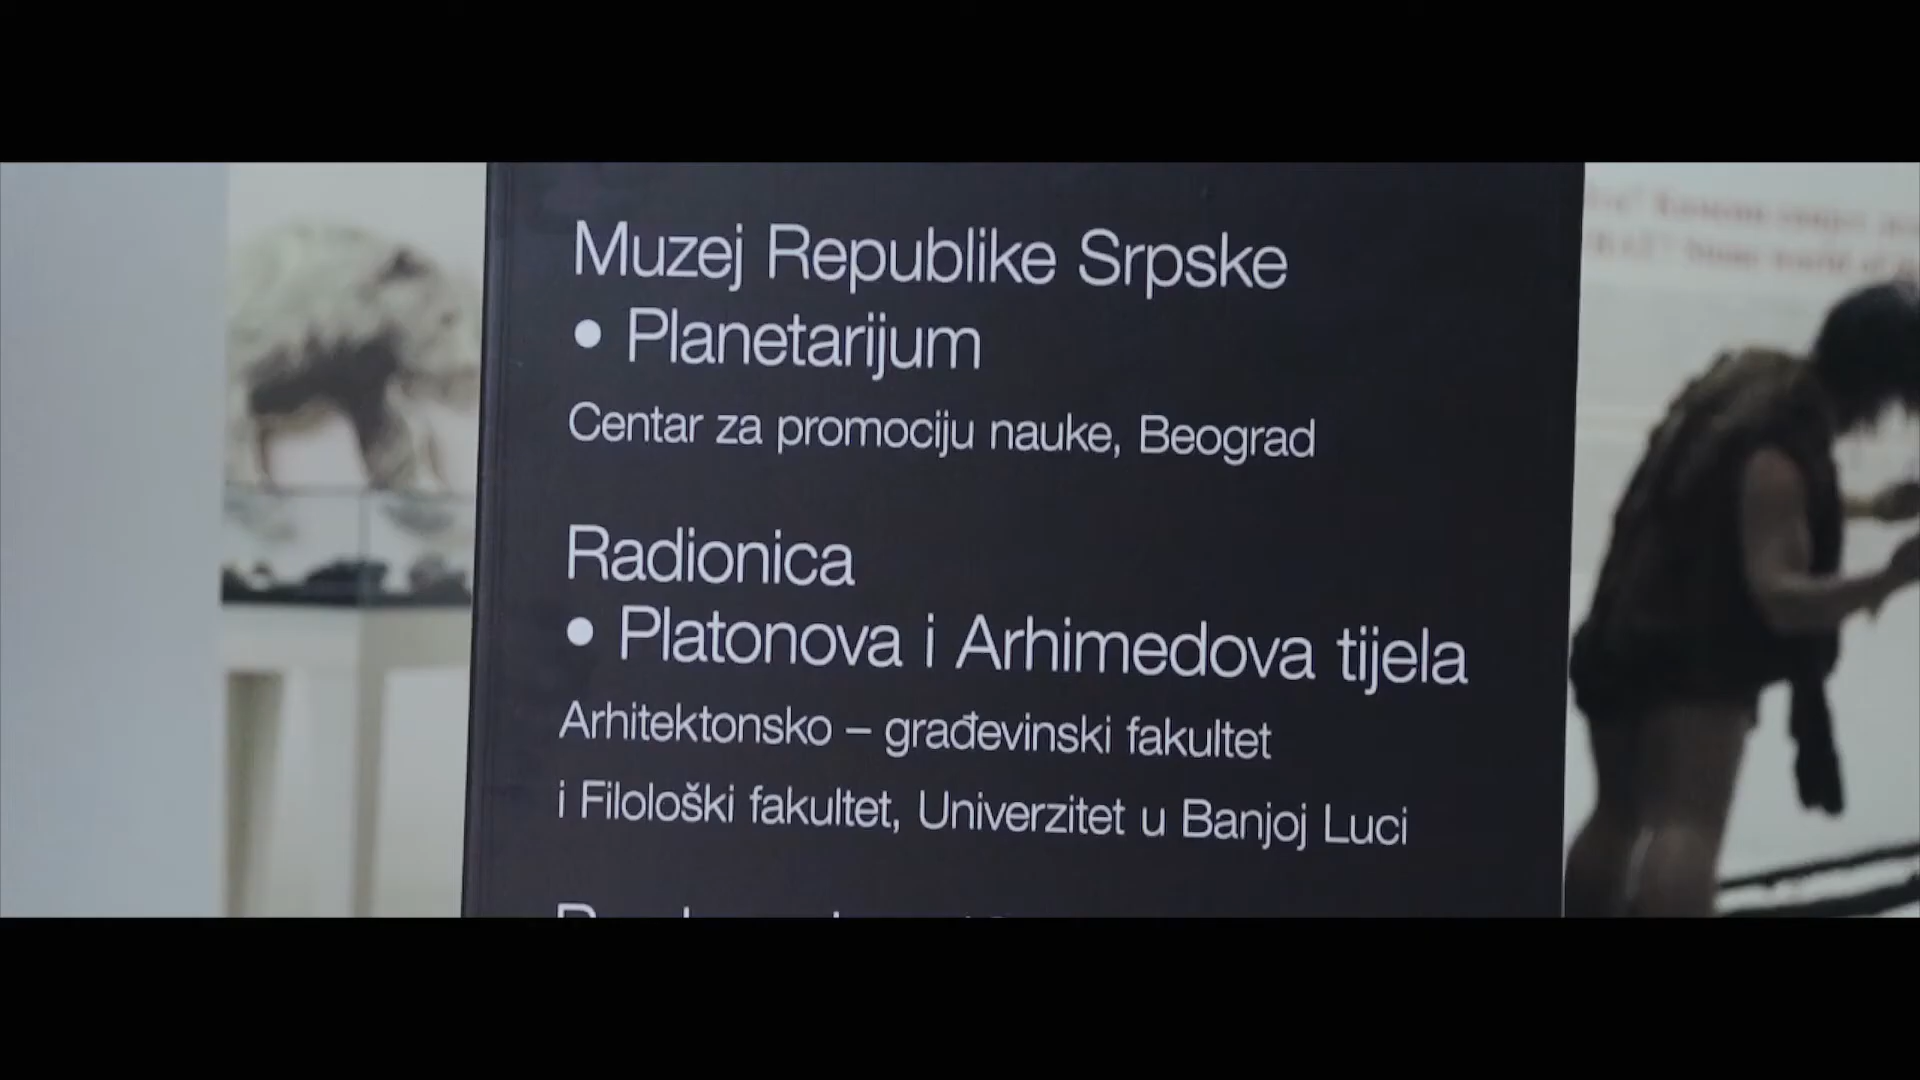 Muzej Republike Srpske
• Planetarijum
Centar za promociju nauke, Beograd
Radionica
• Platonova i Arhimedova tijela
Arhitektonsko – građevinski fakultet
i Filološki fakultet, Univerzitet u Banjoj Luci